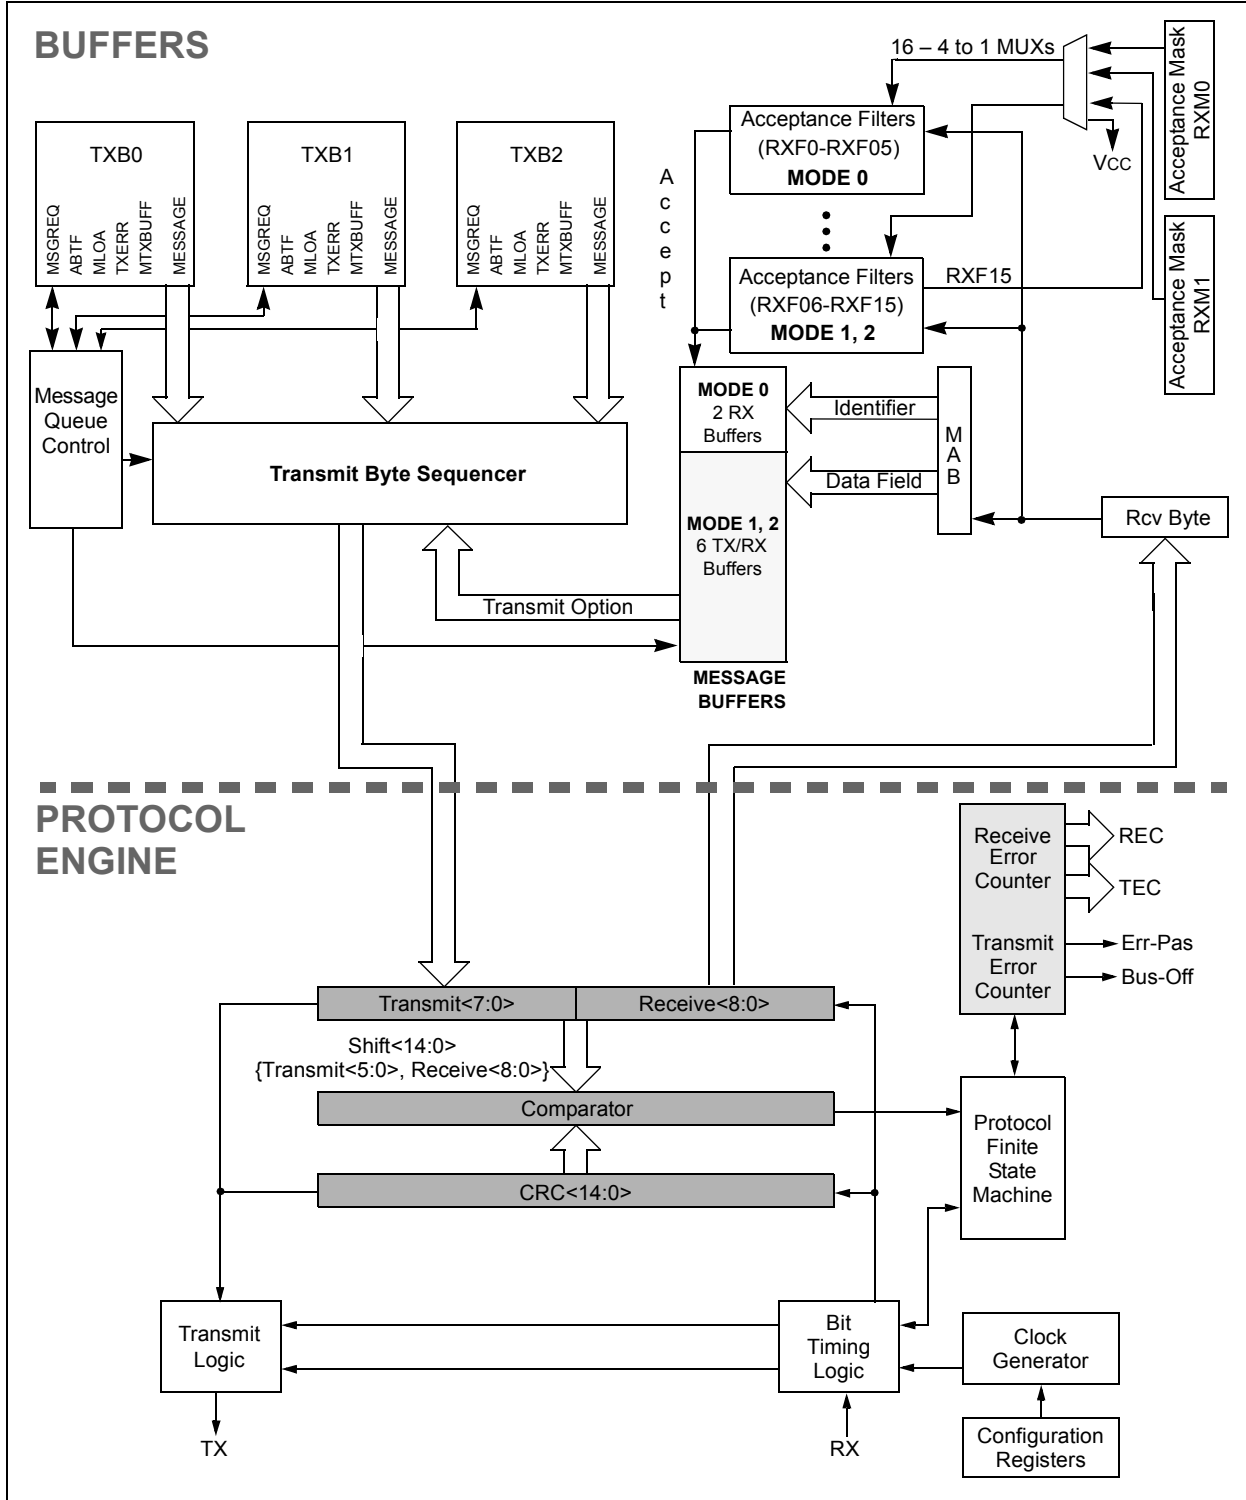 BUFFERS
16 – 4 to 1 MUXs
Acceptance Mask
RXM0
VCC
Acceptance Filters
(RXF0-RXF05)
MODE 0
TXB0
MSGREQ
ABTF
MLOA
TXERR
MTXBUFF
MESSAGE
TXB1
MSGREQ
ABTF
MLOA
TXERR
MTXBUFF
MESSAGE
TXB2
MSGREQ
ABTF
MLOA
TXERR
MTXBUFF
MESSAGE
A
c
c
e
p
t
Acceptance Filters
(RXF06-RXF15)
MODE 1, 2
RXF15
Acceptance Mask
RXM1
Message
Queue
Control
Transmit Byte Sequencer
MODE 0
2 RX
Buffers
Identifier
Data Field
M
A
B
Rcv Byte
MODE 1, 2
6 TX/RX
Buffers
Transmit Option
MESSAGE
BUFFERS
PROTOCOL
ENGINE
Receive
Error
Counter
REC
TEC
Transmit
Error
Counter
Err-Pas
Bus-Off
Transmit<7:0>
Receive<8:0>
Shift<14:0>
{Transmit<5:0>, Receive<8:0>}
Comparator
CRC<14:0>
Protocol
Finite
State
Machine
Transmit
Logic
Bit
Timing
Logic
Clock
Generator
TX
RX
Configuration
Registers